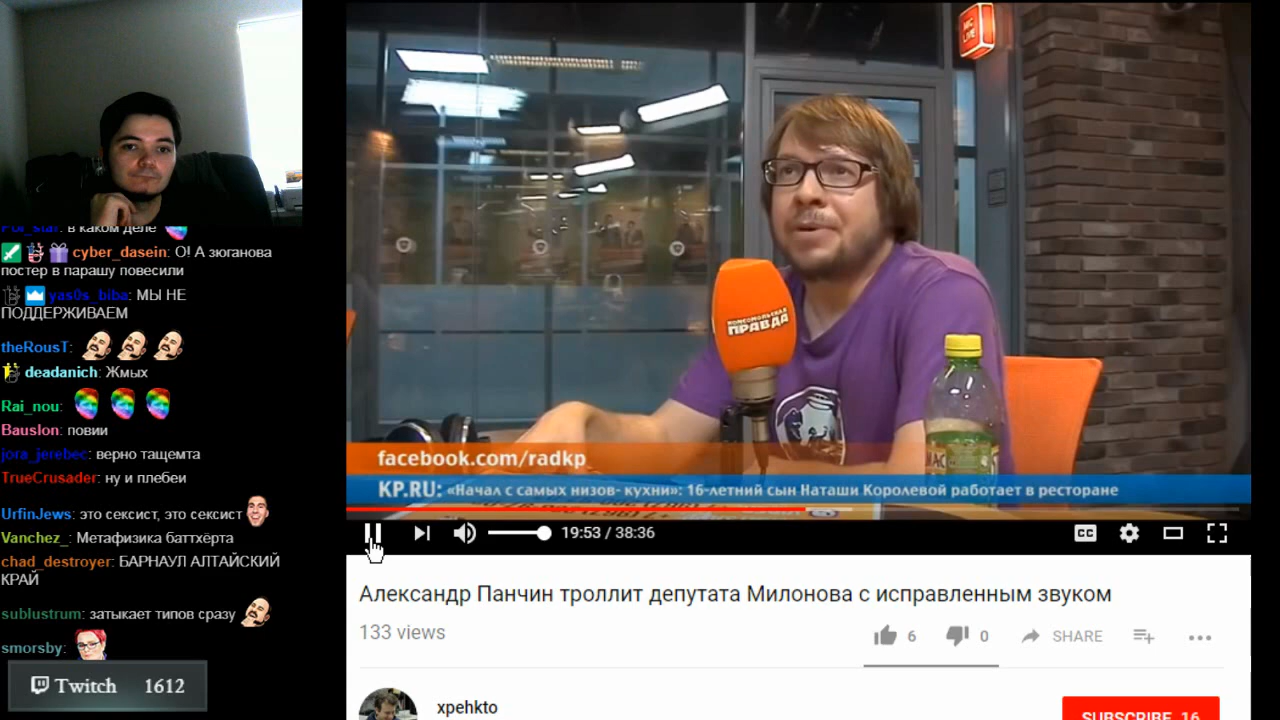 в каком деле
cyber_dasein: О! А зюганова
постер в парашу повесили
yas0s_biba: МЫ НЕ
ПОДДЕРЖИВАЕМ
theRousT:
deadanich: Жмых
Rai_nou:
Bauslon: повии
jora_jerebec: верно тащемта
TrueCrusader: ну и плебеи
UrfinJews: это сексист, это сексист
Vanchez_: Метафизика баттхёрта
chad_destroyer: БАРНАУЛ АЛТАЙСКИЙ
КРАЙ
sublustrum: затыкает типов сразу
smorsby:
Twitch 1612
MIC
LIVE
КОМСОМОЛЬСКАЯ
ПРАВДА
facebook.com/radkp
KP.RU: «Начал с самых низов- кухни»: 16-летний сын Наташи Королевой работает в ресторане
19:53 / 38:36
CC
Александр Панчин троллит депутата Милонова с исправленным звуком
133 views
6
0
SHARE
xpehkto
SUBSCRIBE 16